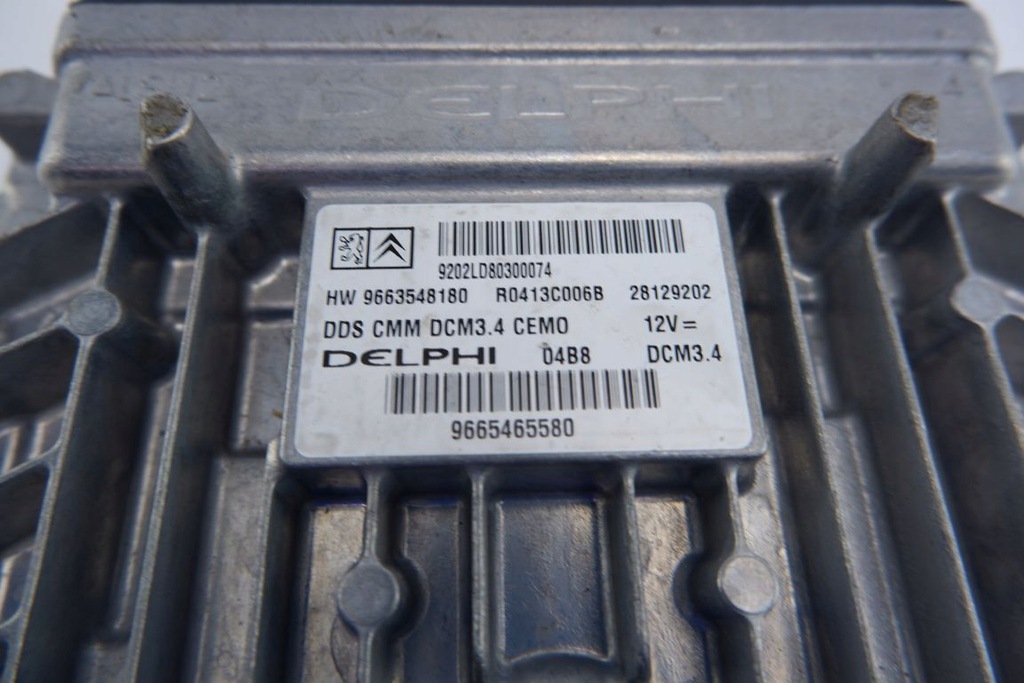 DELPHI
9202LD80300074
HW 9663548180 R0413C006B 28129202
DDS CMM DCM3.4 CEMO 12V=
DELPHI 04B8 DCM3.4
9665465580